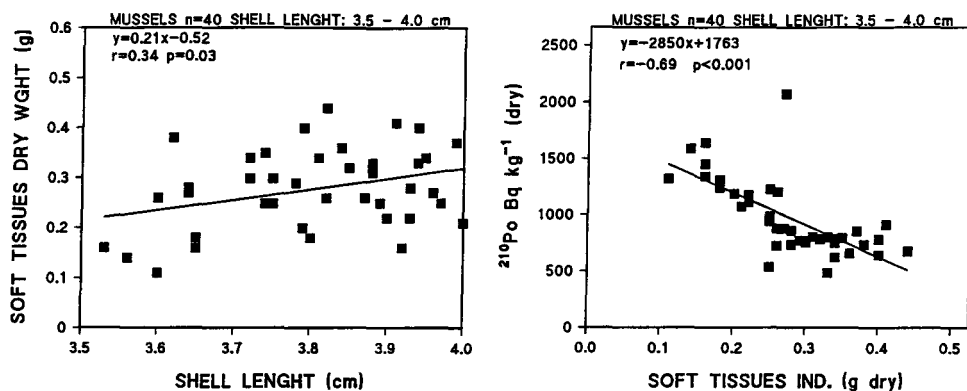 MUSSELS n=40 SHELL LENGHT: 3.5 – 4.0 cm
y=0.21x−0.52
r=0.34 p=0.03
SOFT TISSUES DRY WGHT (g)
0.6
0.5
0.4
0.3
0.2
0.1
0
3.5 3.6 3.7 3.8 3.9 4.0
SHELL LENGHT (cm)
MUSSELS n=40 SHELL LENGHT: 3.5 – 4.0 cm
y=−2850x+1763
r=−0.69 p<0.001
²¹⁰Po Bq kg⁻¹ (dry)
2500
2000
1500
1000
500
0
0.0 0.1 0.2 0.3 0.4 0.5
SOFT TISSUES IND. (g dry)